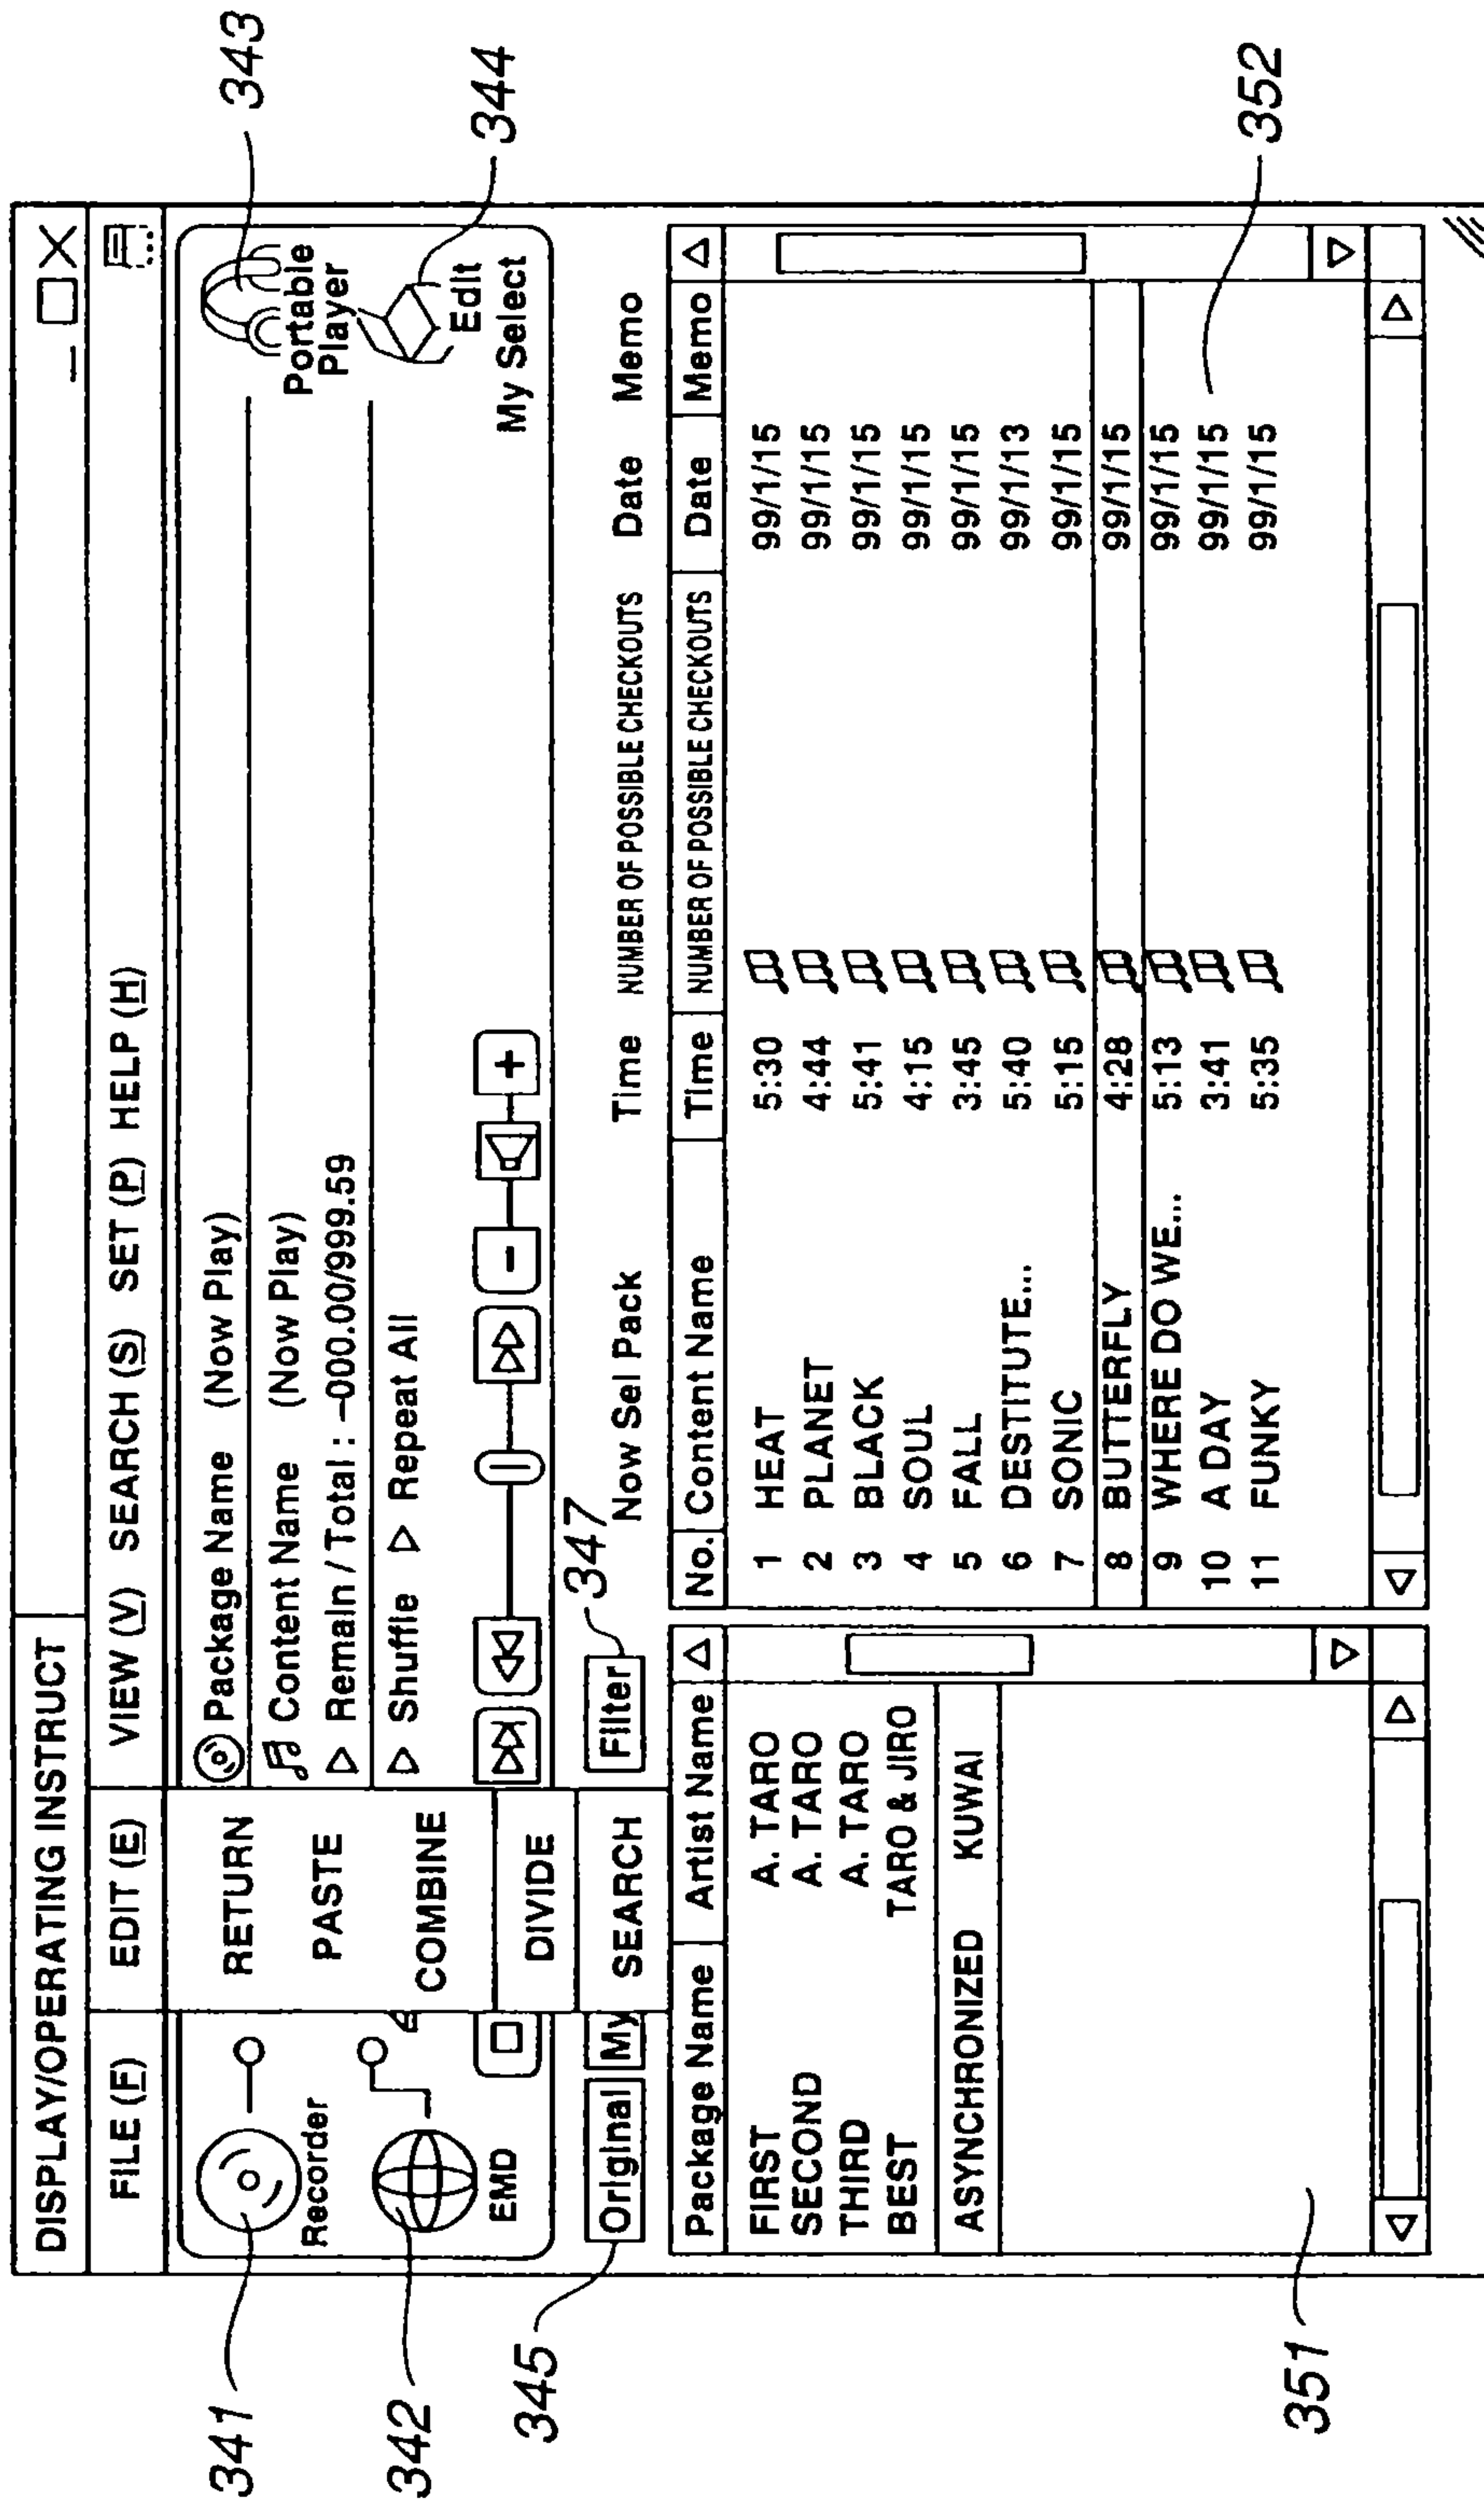 DISPLAY/OPERATING INSTRUCT
FILE (F) EDIT (E) VIEW (V) SEARCH (S) SET (P) HELP (H)
341
342
343
344
Recorder
EMD
RETURN
PASTE
COMBINE
DIVIDE
SEARCH
Package Name (Now Play)
Content Name (Now Play)
Remain / Total : –000.00/999.59
Shuffle Repeat All
Portable
Player
Edit
My Select
– +
345
347
Original My Filter Now Sel Pack Time NUMBER OF POSSIBLE CHECKOUTS Date Memo
Package Name Artist Name
FIRST A. TARO
SECOND A. TARO
THIRD A. TARO
BEST TARO & JIRO
ASYNCHRONIZED KUWAI
351
No. Content Name Time NUMBER OF POSSIBLE CHECKOUTS Date Memo
1 HEAT 5:30 99/1/15
2 PLANET 4:44 99/1/15
3 BLACK 5:41 99/1/15
4 SOUL 4:15 99/1/15
5 FALL 3:45 99/1/15
6 DESTITUTE... 5:40 99/1/13
7 SONIC 5:15 99/1/15
8 BUTTERFLY 4:28 99/1/15
9 WHERE DO WE... 5:13 99/1/15
10 A DAY 3:41 99/1/15
11 FUNKY 5:35 99/1/15
352